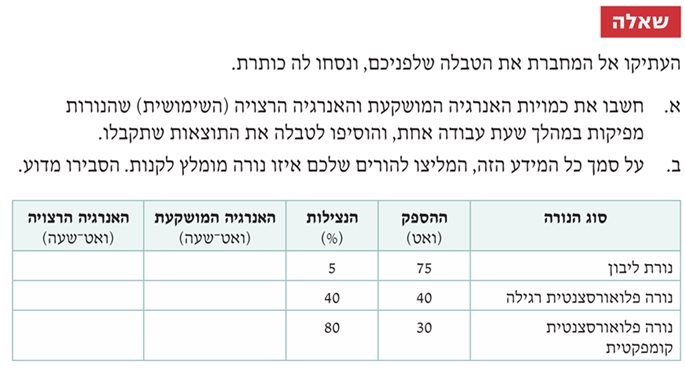 שאלה
העתיקו אל המחברת את הטבלה שלפניכם, ונסחו לה כותרת.
א. חשבו את כמויות האנרגיה המושקעת והאנרגיה הרצויה (השימושית) שהנורות
מפיקות במהלך שעת עבודה אחת, והוסיפו לטבלה את התוצאות שתקבלו.
ב. על סמך כל המידע הזה, המליצו להורים שלכם איזו נורה מומלץ לקנות. הסבירו מדוע.
סוג הנורה ההספק הנצילות האנרגיה המושקעת האנרגיה הרצויה
(ואט) (%) (ואט־שעה) (ואט־שעה)
נורת ליבון 75 5
נורה פלואורסצנטית רגילה 40 40
נורה פלואורסצנטית 30 80
קומפקטית